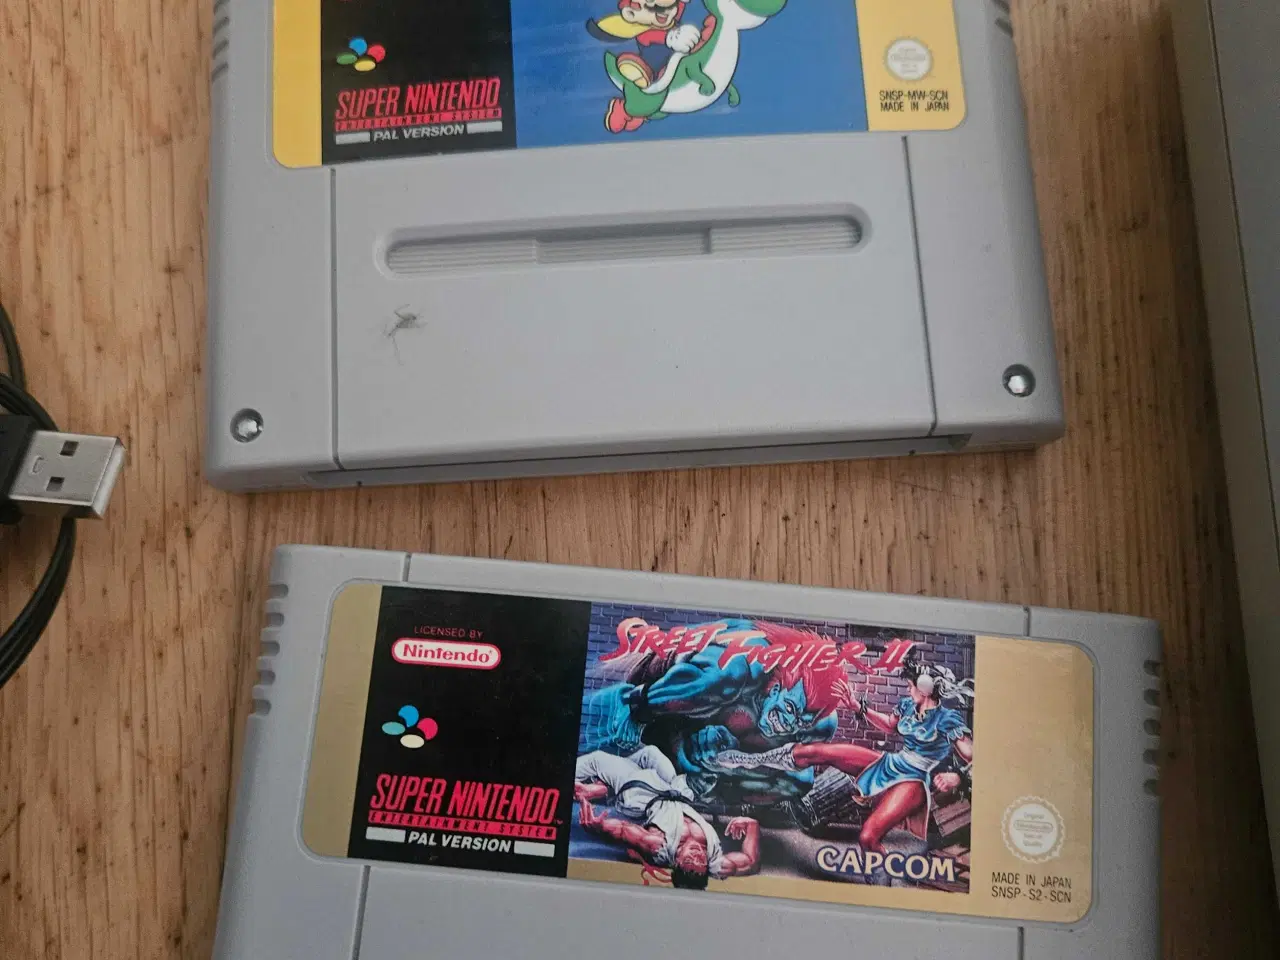 SUPER NINTENDO
ENTERTAINMENT SYSTEM
PAL VERSION
SNSP-MW-SCN
MADE IN JAPAN
LICENSED BY
Nintendo
SUPER NINTENDO
ENTERTAINMENT SYSTEM
PAL VERSION
STREET FIGHTER II
TM
CAPCOM
MADE IN JAPAN
SNSP-S2-SCN